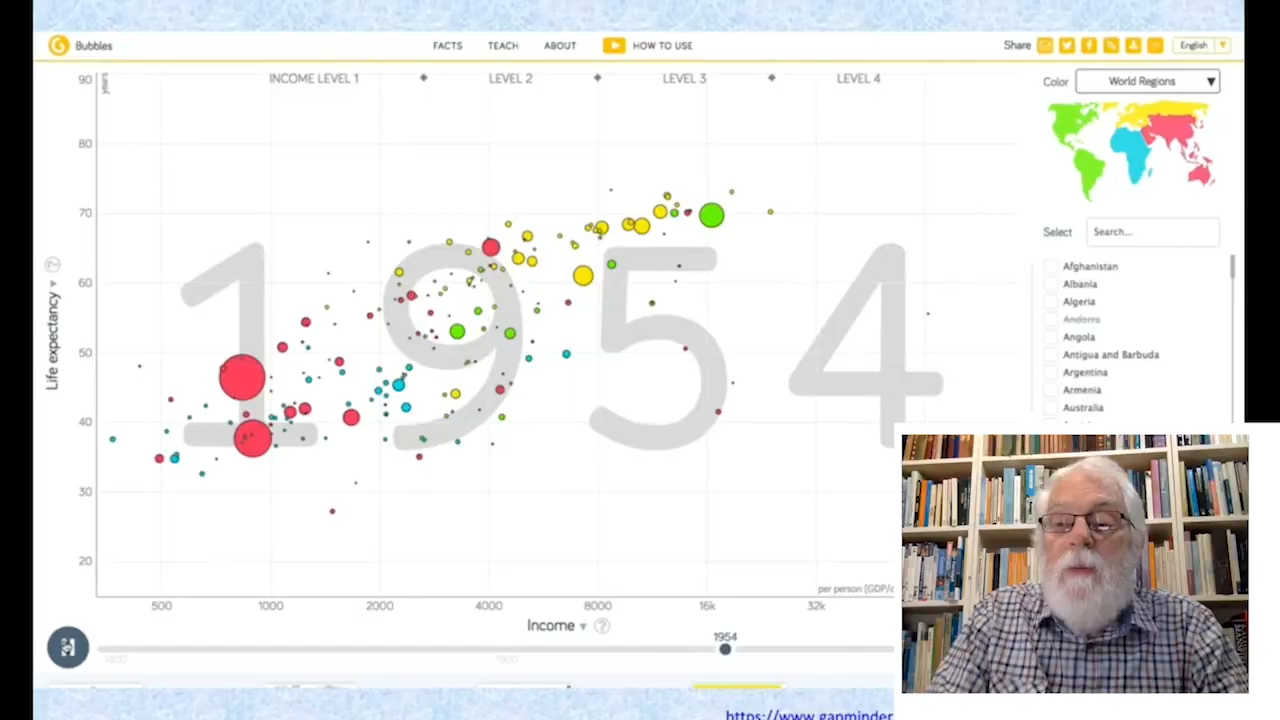 Bubbles FACTS TEACH ABOUT HOW TO USE Share English
90 years INCOME LEVEL 1 LEVEL 2 LEVEL 3 LEVEL 4
Color World Regions
80
70
Select Search...
60
Life expectancy ?
50
40
30
20
1954
Afghanistan
Albania
Algeria
Andorra
Angola
Antigua and Barbuda
Argentina
Armenia
Australia
per person (GDP/c
500 1000 2000 4000 8000 16k 32k
Income ?
1954
1800 1900
https://www.gapminder